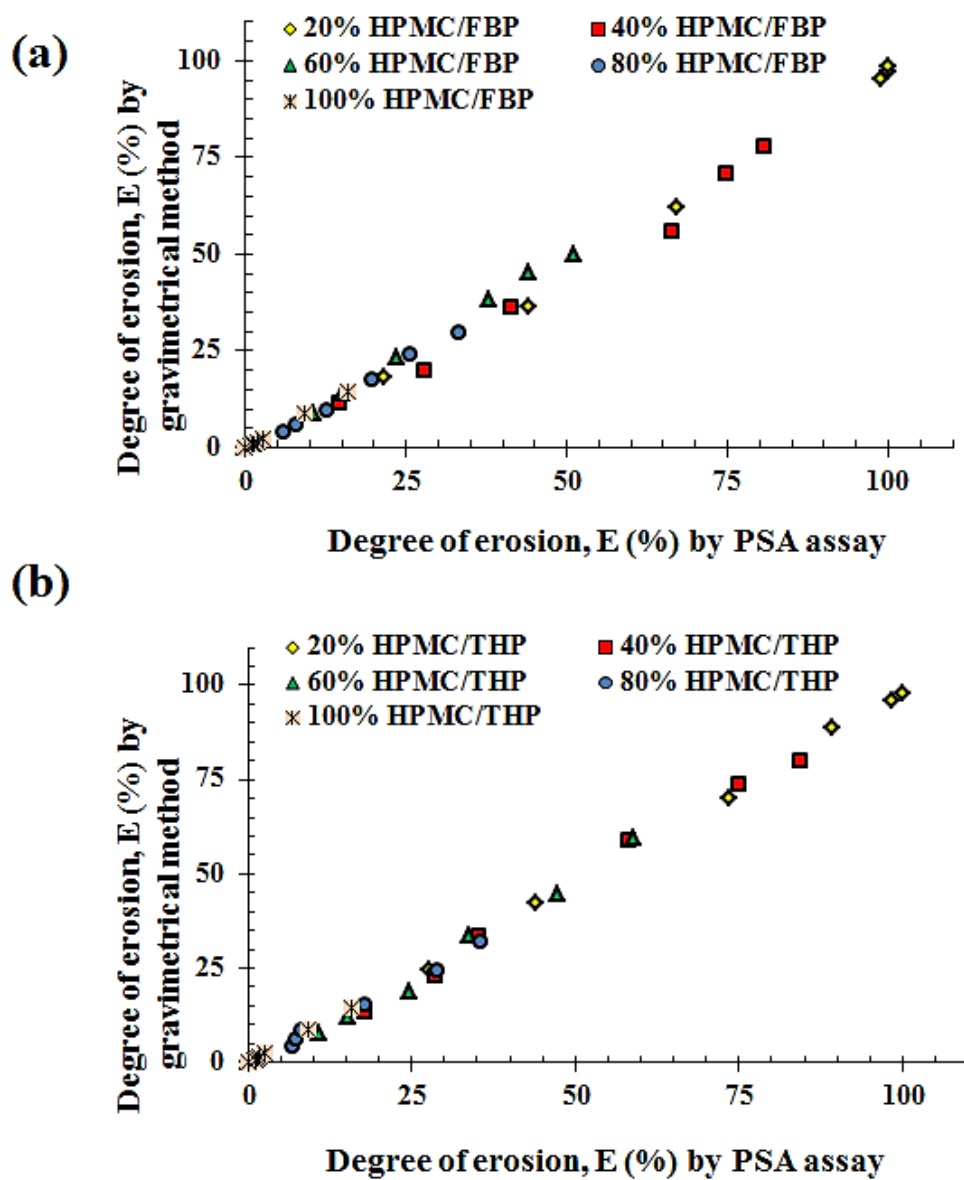 (a)
20% HPMC/FBP
40% HPMC/FBP
60% HPMC/FBP
80% HPMC/FBP
100% HPMC/FBP
Degree of erosion, E (%) by
gravimetrical method
100
75
50
25
0
0 25 50 75 100
Degree of erosion, E (%) by PSA assay
(b)
20% HPMC/THP
40% HPMC/THP
60% HPMC/THP
80% HPMC/THP
100% HPMC/THP
Degree of erosion, E (%) by
gravimetrical method
100
75
50
25
0
0 25 50 75 100
Degree of erosion, E (%) by PSA assay